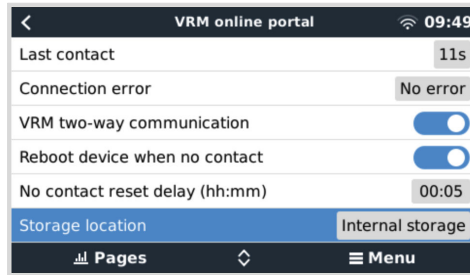 VRM online portal 09:49
Last contact 11s
Connection error No error
VRM two-way communication
Reboot device when no contact
No contact reset delay (hh:mm) 00:05
Storage location Internal storage
Pages Menu